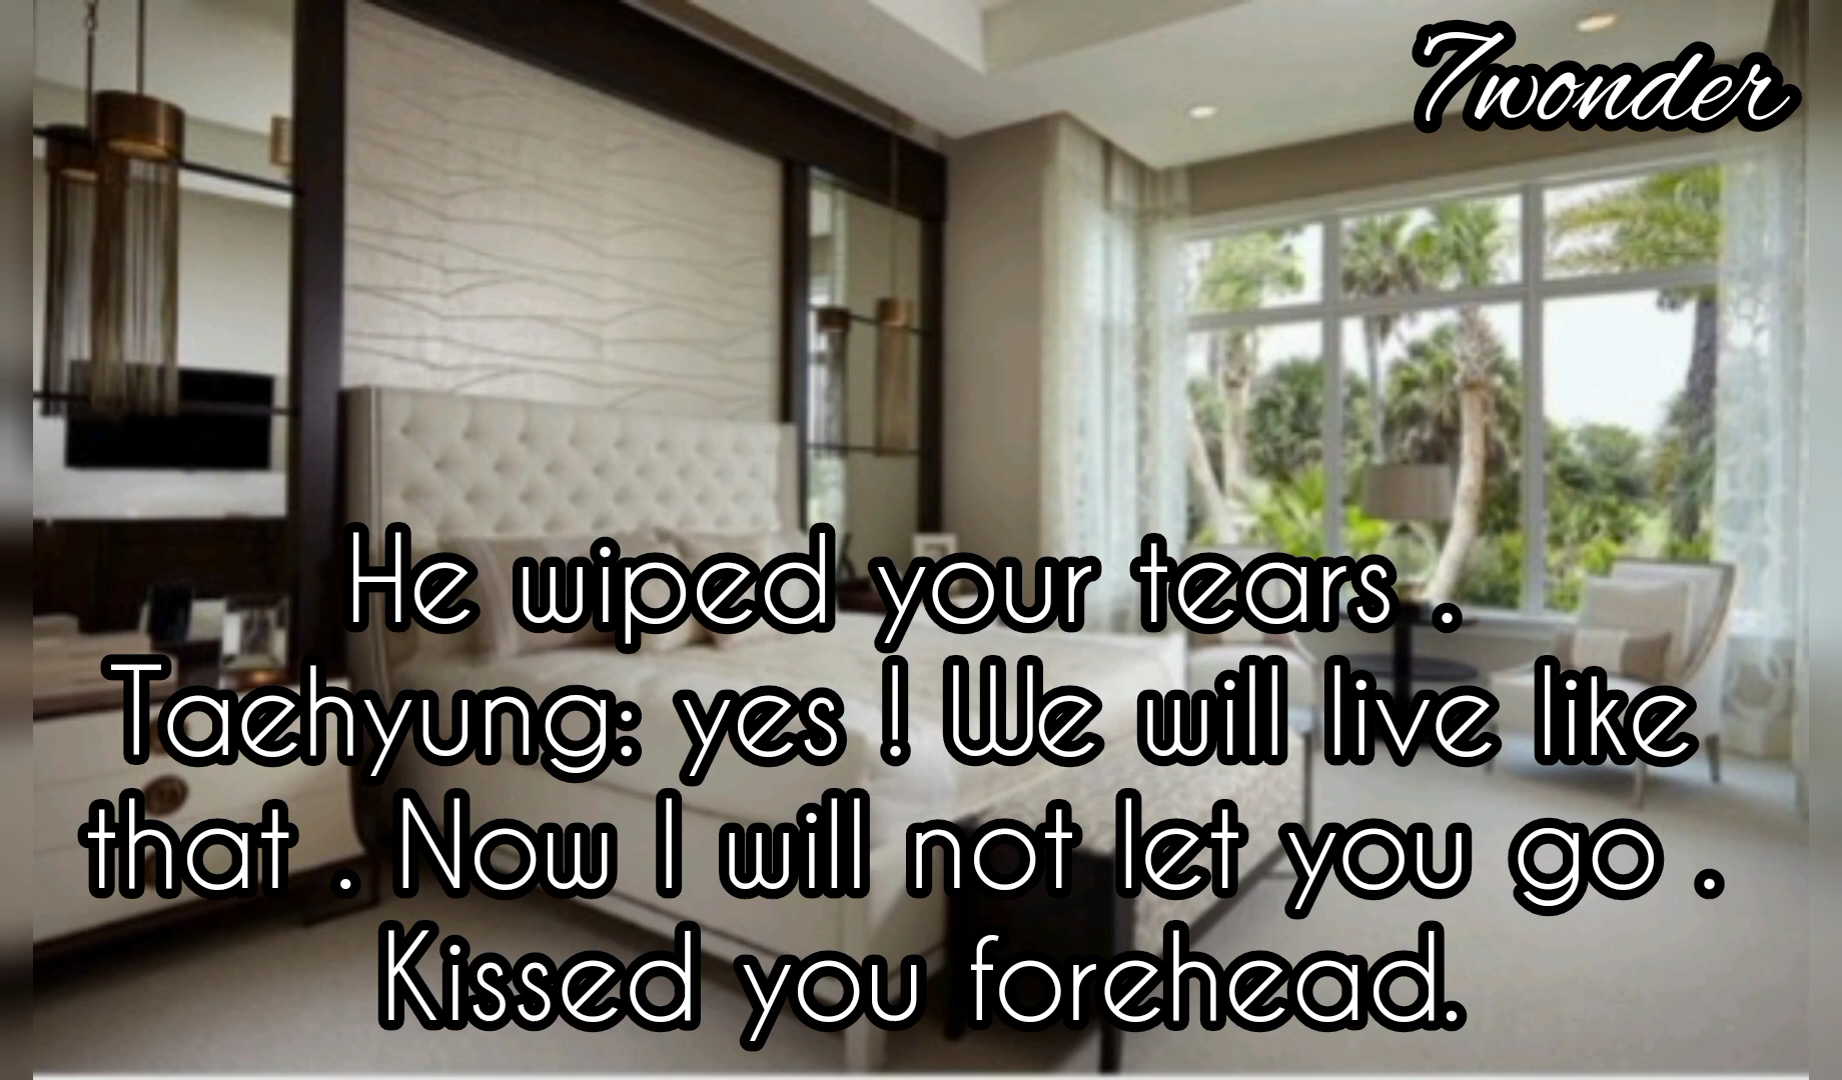 7wonder
He wiped your tears .
Taehyung: yes ! We will live like
that . Now I will not let you go .
Kissed you forehead.